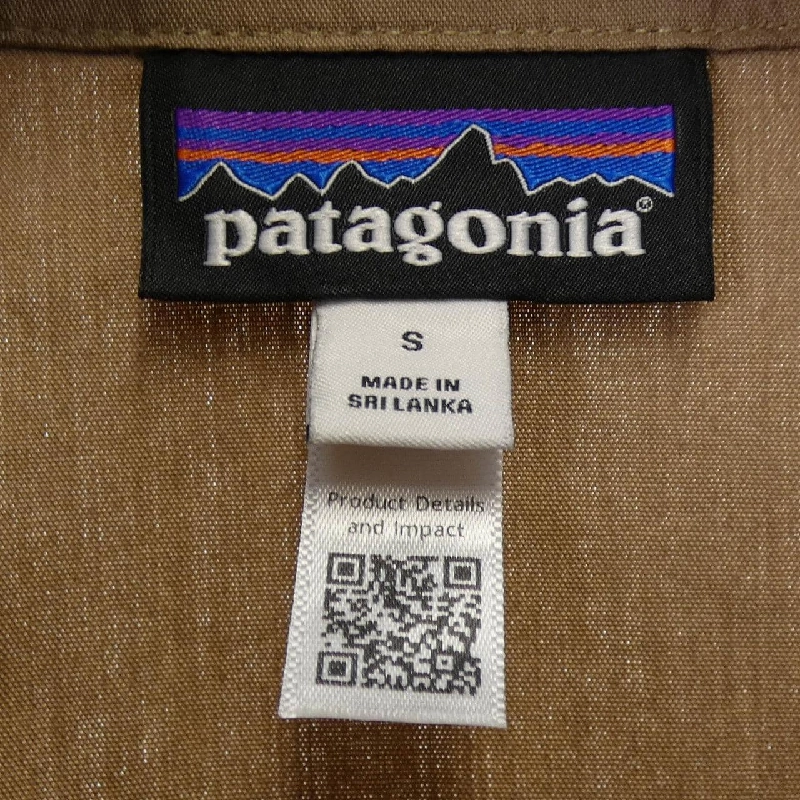 patagonia®
S
MADE IN
SRI LANKA
Product Details
and Impact